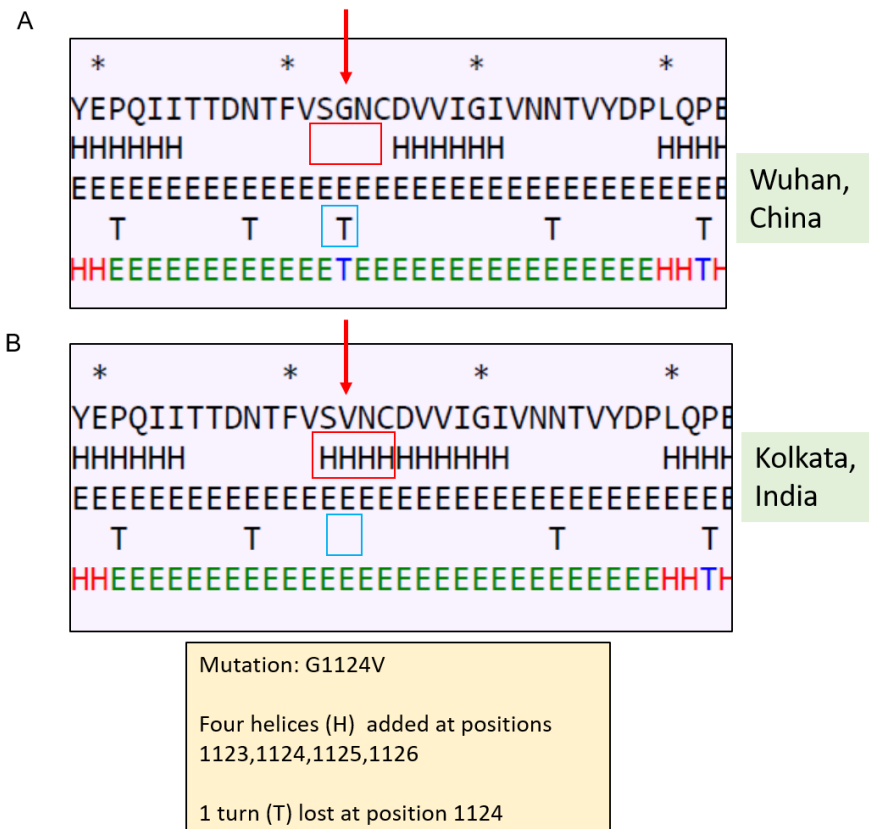 A
* * * *
YEPQIITTDNTFVSGNCDVVIGIVNNTVYDPLQPE
HHHHHH HHHHHH HHHH
EEEEEEEEEEEEEEEEEEEEEEEEEEEEEEEEEEE
T T T T T
HHEEEEEEEEEEEETEEEEEEEEEEEEEEEEHHTH
Wuhan,
China
B
* * * *
YEPQIITTDNTFVSVNCDVVIGIVNNTVYDPLQPE
HHHHHH HHHHHHHHHH HHHH
EEEEEEEEEEEEEEEEEEEEEEEEEEEEEEEEEEE
T T T T
HHEEEEEEEEEEEEEEEEEEEEEEEEEEEEEHHTH
Kolkata,
India
Mutation: G1124V
Four helices (H) added at positions
1123,1124,1125,1126
1 turn (T) lost at position 1124